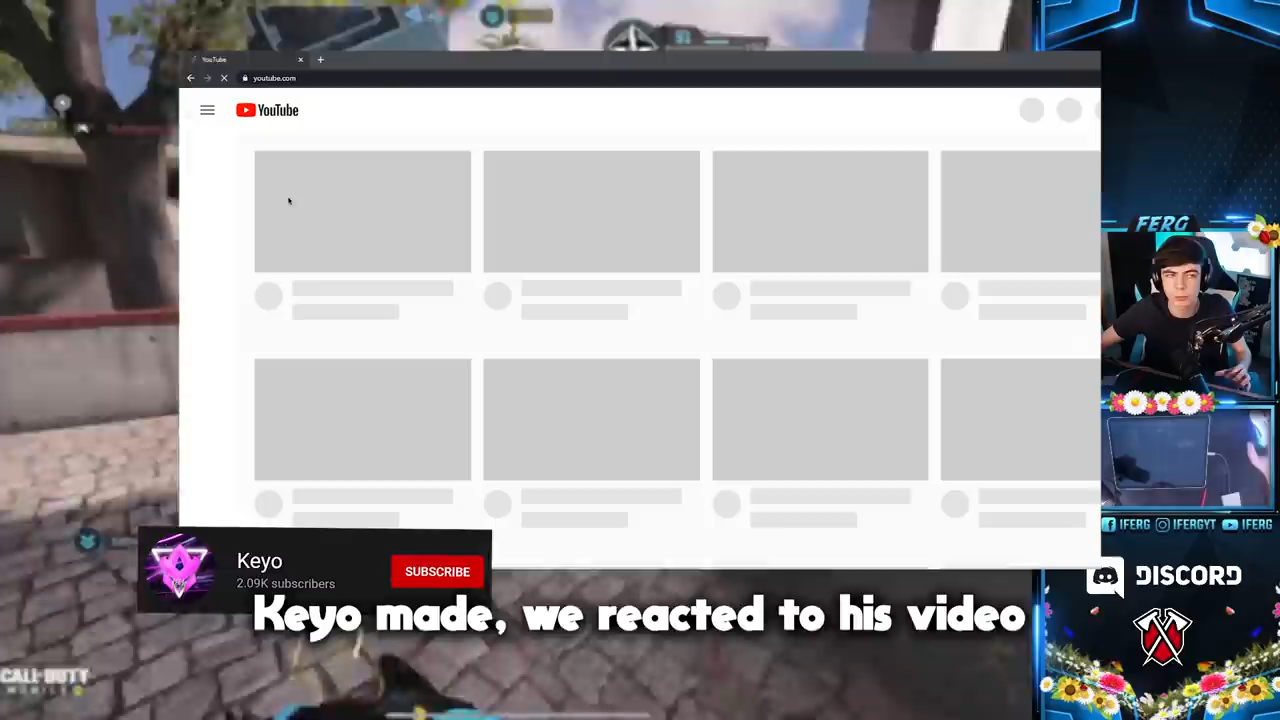 YouTube
youtube.com
YouTube
FERG
IFERG IFERGYT IFERG
Keyo
2.09K subscribers
SUBSCRIBE
DISCORD
Keyo made, we reacted to his video
CALL OF DUTY
MOBILE